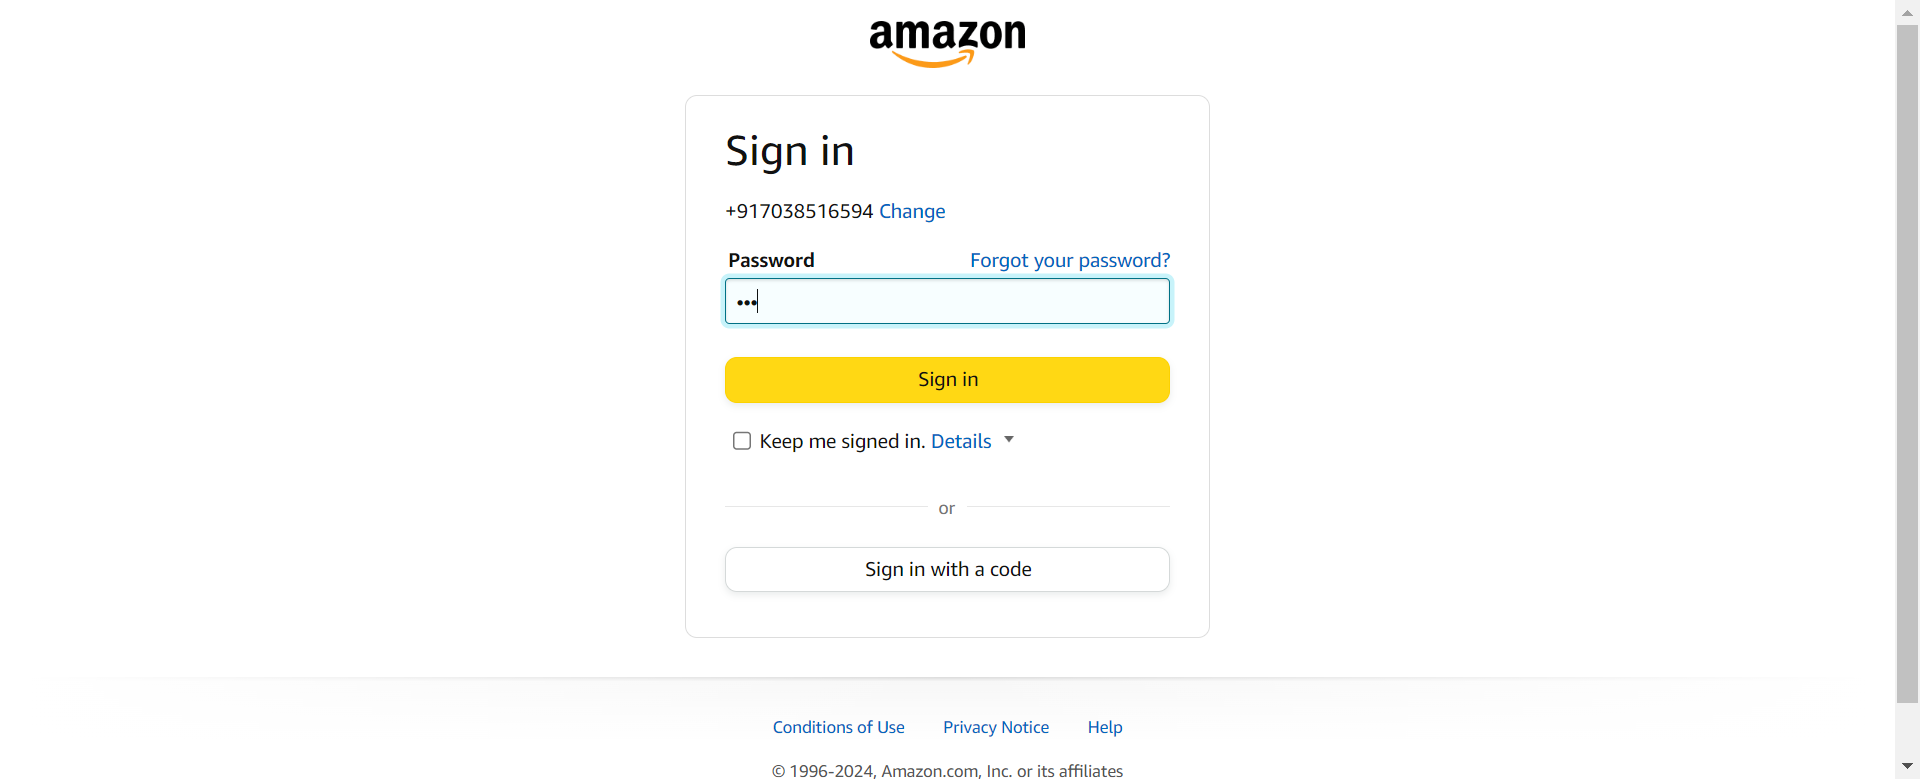 amazon
Sign in
+917038516594 Change
Password Forgot your password?
•••
Sign in
Keep me signed in. Details
or
Sign in with a code
Conditions of Use Privacy Notice Help
© 1996-2024, Amazon.com, Inc. or its affiliates